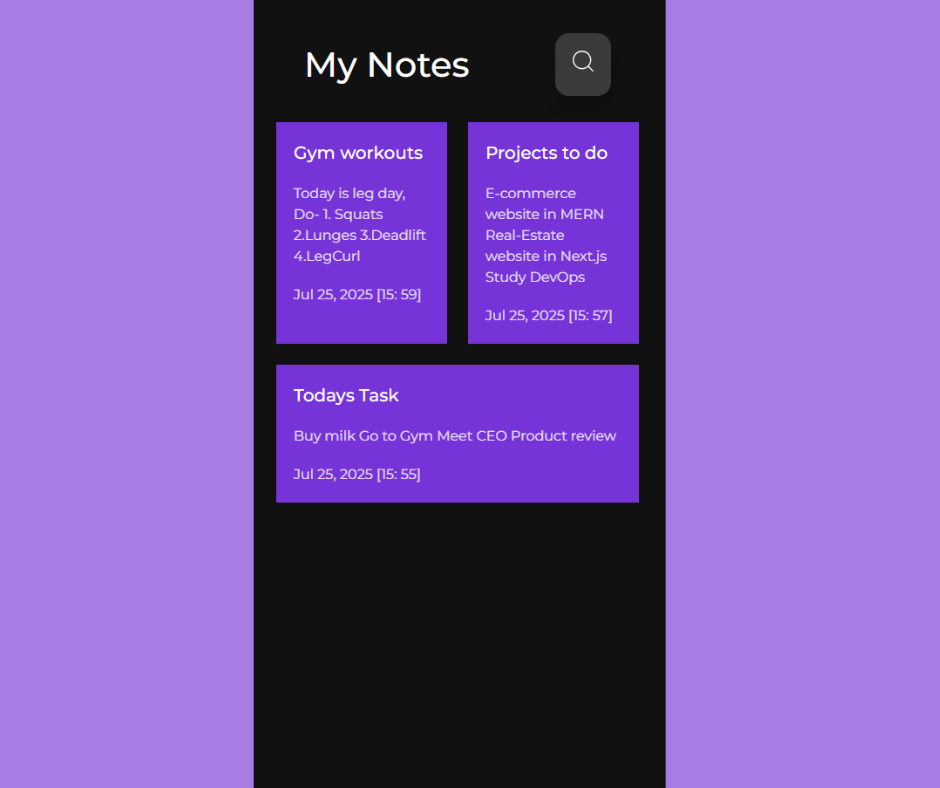 My Notes
Gym workouts
Today is leg day,
Do- 1. Squats
2.Lunges 3.Deadlift
4.LegCurl
Jul 25, 2025 [15: 59]
Projects to do
E-commerce
website in MERN
Real-Estate
website in Next.js
Study DevOps
Jul 25, 2025 [15: 57]
Todays Task
Buy milk Go to Gym Meet CEO Product review
Jul 25, 2025 [15: 55]